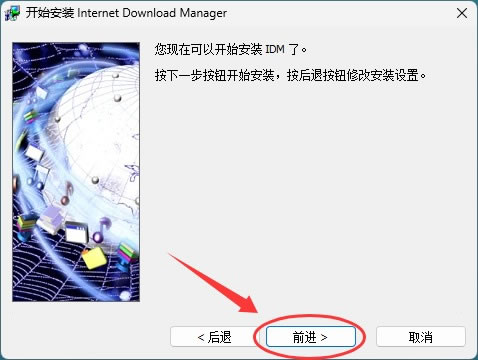 开始安装 Internet Download Manager
您现在可以开始安装 IDM 了。
按下一步按钮开始安装，按后退按钮修改安装设置。
< 后退
前进 >
取消